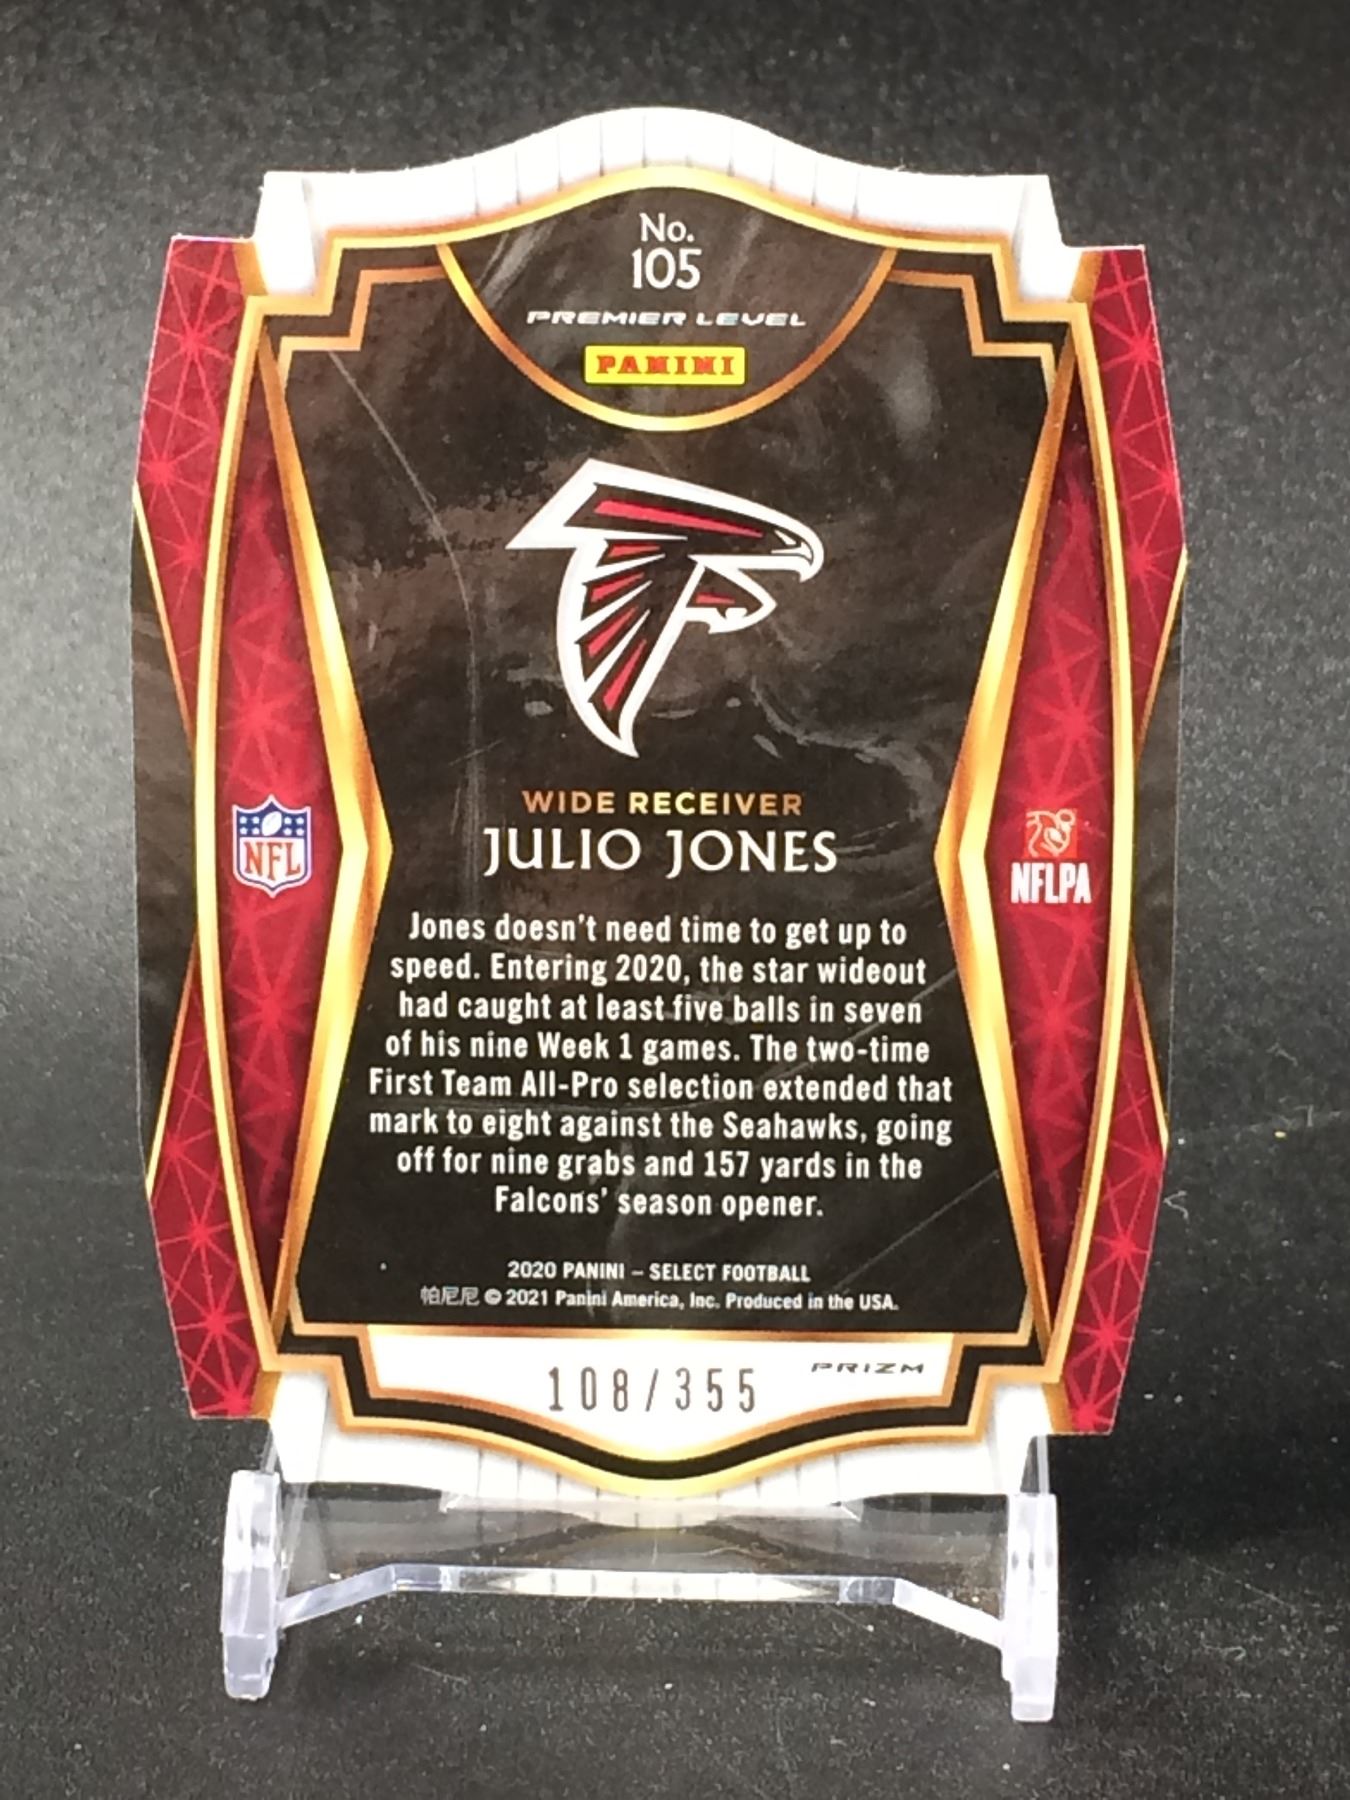 No.
105
PREMIER LEVEL
PANINI
WIDE RECEIVER
JULIO JONES
NFL
NFLPA
Jones doesn't need time to get up to
speed. Entering 2020, the star wideout
had caught at least five balls in seven
of his nine Week 1 games. The two-time
First Team All-Pro selection extended that
mark to eight against the Seahawks, going
off for nine grabs and 157 yards in the
Falcons' season opener.
2020 PANINI – SELECT FOOTBALL
帕尼尼 © 2021 Panini America, Inc. Produced in the USA.
PRIZM
108/355